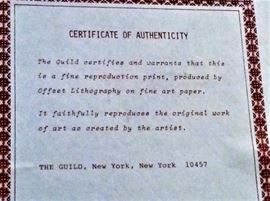 CERTIFICATE OF AUTHENTICITY
The Guild certifies and warrants that this
is a fine reproduction print, produced by
Offset Lithography on fine art paper.
It faithfully reproduces the original work
of art as created by the artist.
THE GUILD, New York, New York 10457